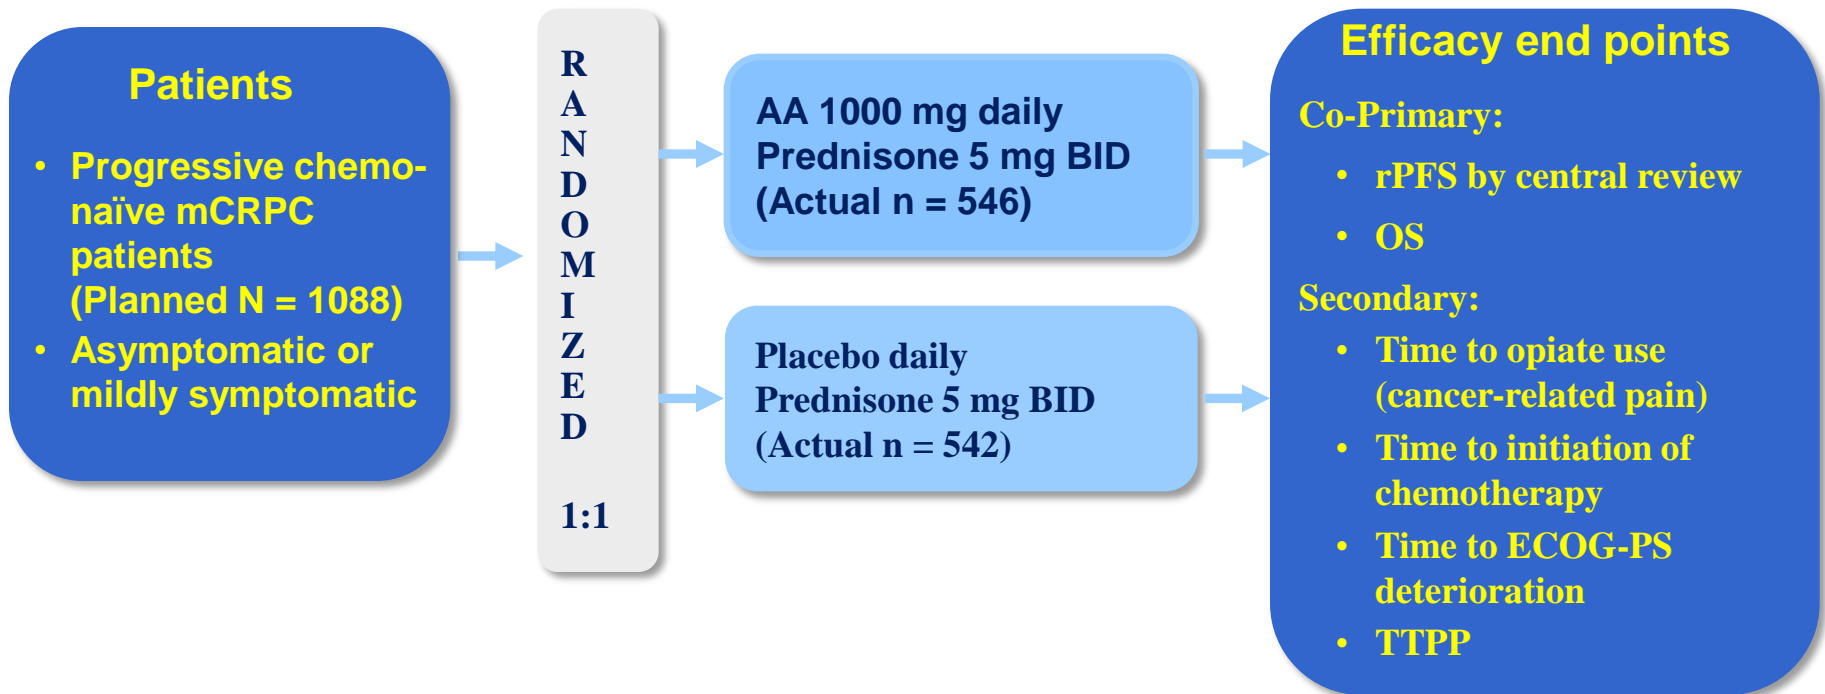 Patients
• Progressive chemo-
naïve mCRPC
patients
(Planned N = 1088)
• Asymptomatic or
mildly symptomatic
R
A
N
D
O
M
I
Z
E
D
1:1
AA 1000 mg daily
Prednisone 5 mg BID
(Actual n = 546)
Placebo daily
Prednisone 5 mg BID
(Actual n = 542)
Efficacy end points
Co-Primary:
• rPFS by central review
• OS
Secondary:
• Time to opiate use
(cancer-related pain)
• Time to initiation of
chemotherapy
• Time to ECOG-PS
deterioration
• TTPP